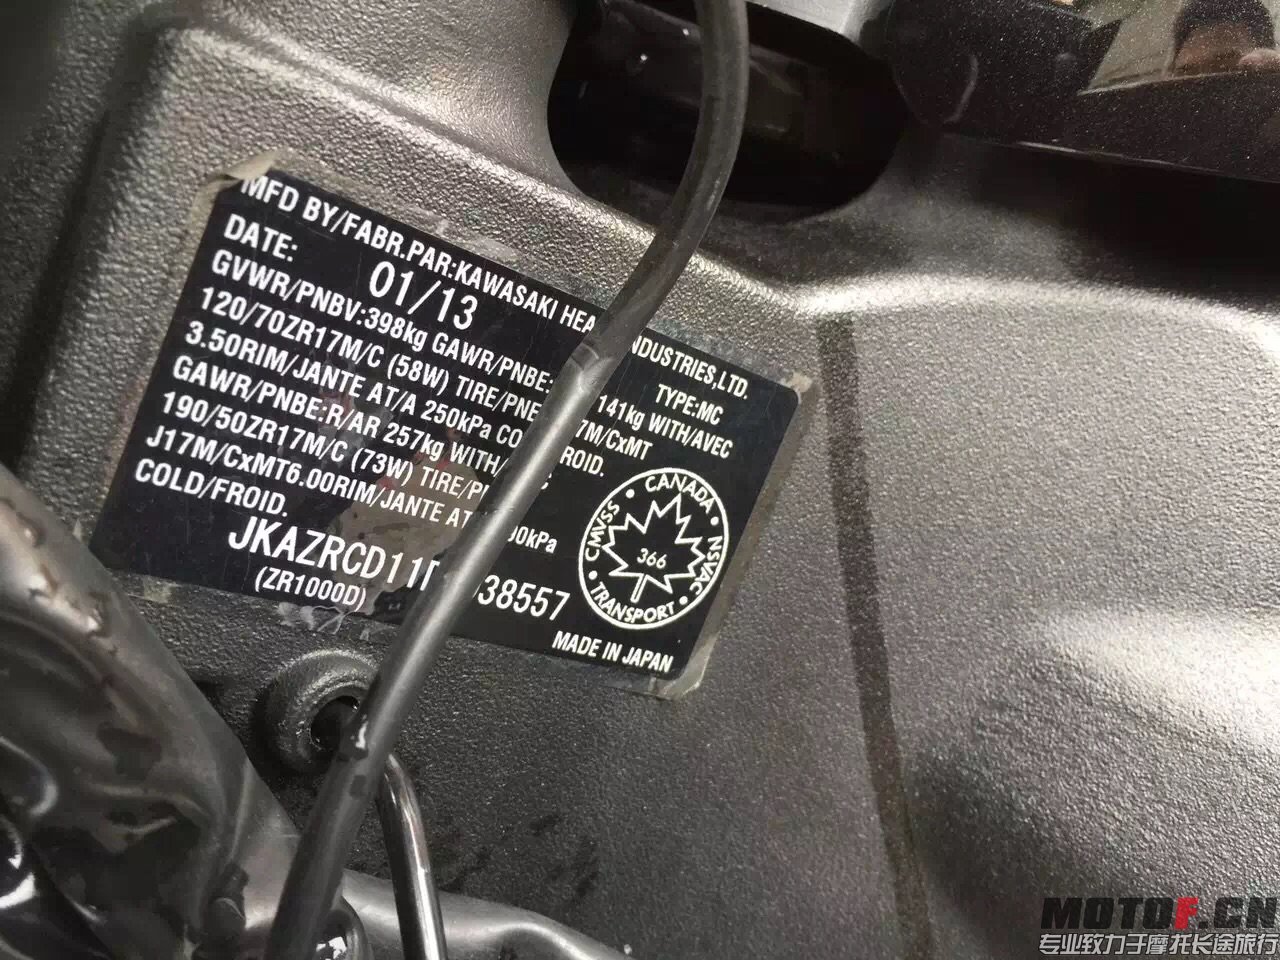 MFD BY/FABR.PAR:KAWASAKI HEA NDUSTRIES,LTD.
DATE: 01/13 TYPE:MC
GVWR/PNBV:398kg GAWR/PNBE: 141kg WITH/AVEC
120/70ZR17M/C (58W) TIRE/PNE 7M/CxMT
3.50RIM/JANTE AT/A 250kPa CO ROID.
GAWR/PNBE:R/AR 257kg WITH/ C
190/50ZR17M/C (73W) TIRE/P
J17M/CxMT6.00RIM/JANTE AT 90kPa
COLD/FROID.
JKAZRCD11 38557
(ZR1000D)
MADE IN JAPAN
CANADA
CMVSS NSVAC
366
TRANSPORT
MOTOF.CN
专业致力于摩托长途旅行